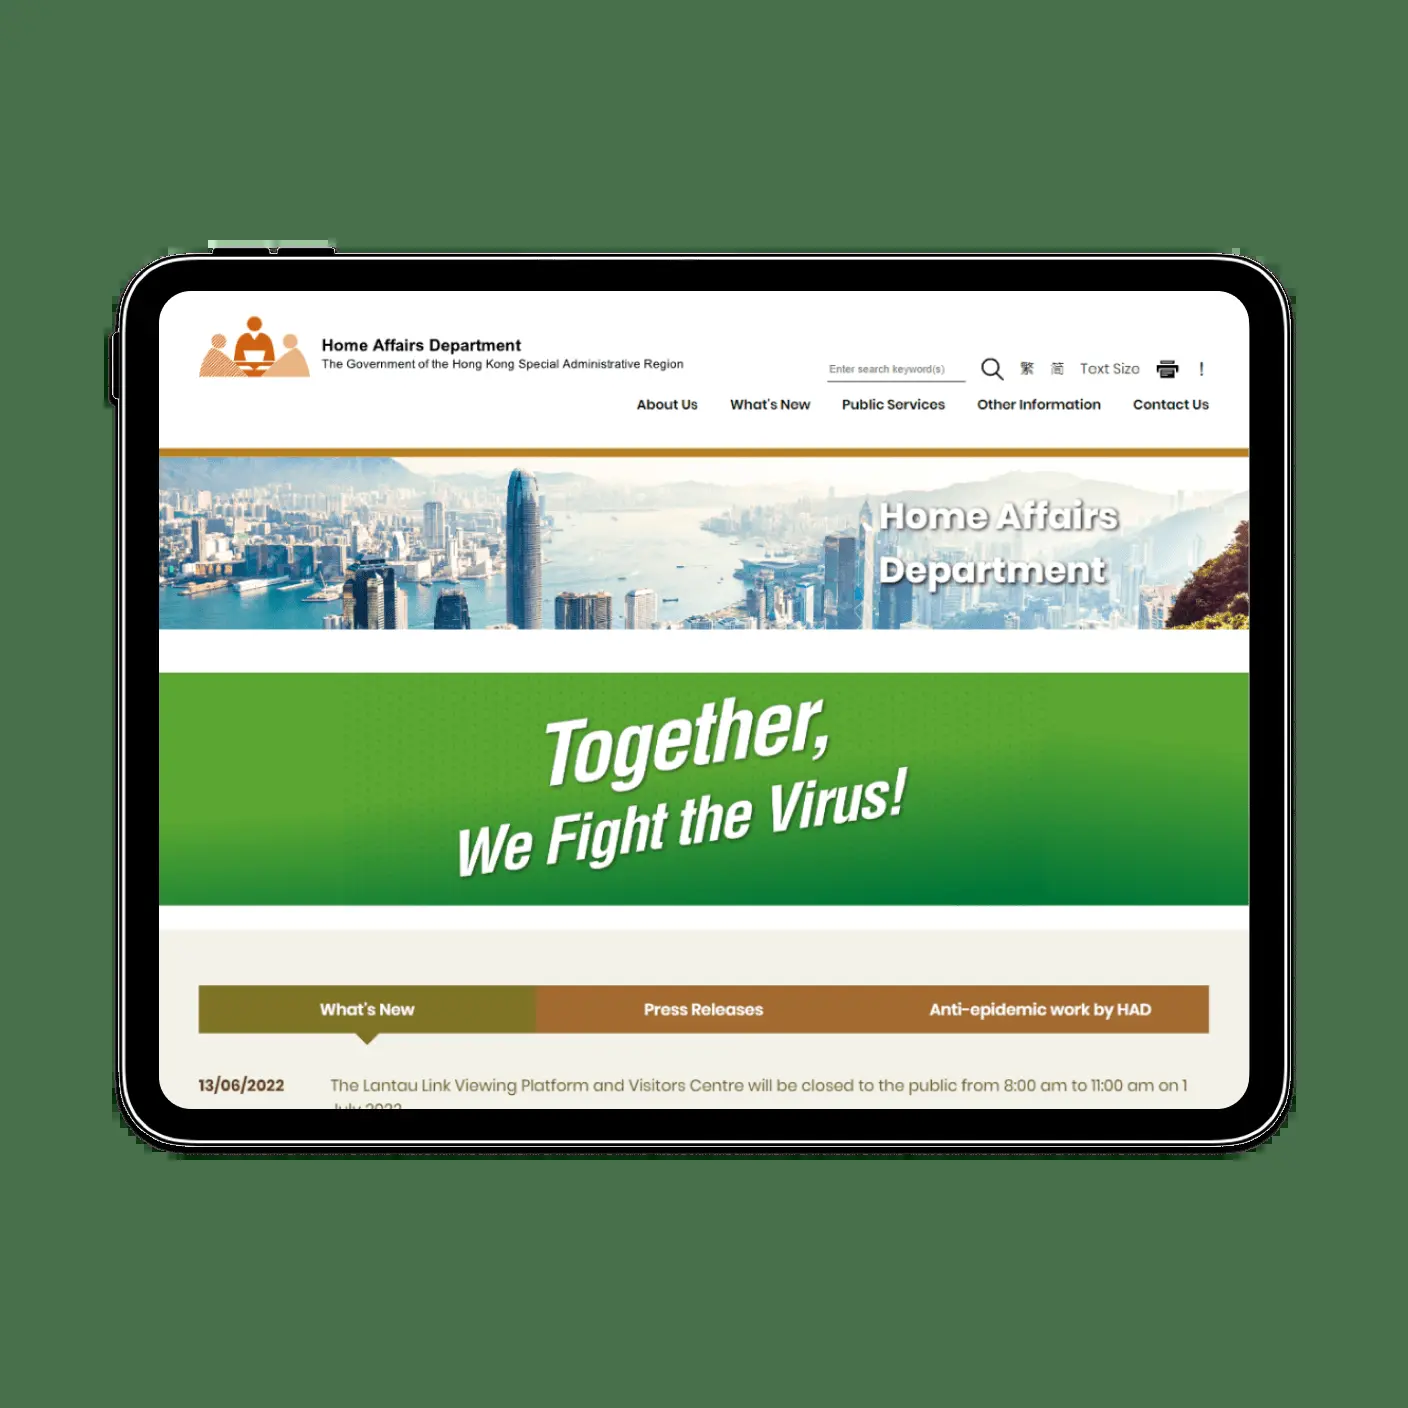 Home Affairs Department
The Government of the Hong Kong Special Administrative Region
Enter search keyword(s) 繁 简 Text Size !
About Us What's New Public Services Other Information Contact Us
Home Affairs
Department
Together,
We Fight the Virus!
What's New Press Releases Anti-epidemic work by HAD
13/06/2022 The Lantau Link Viewing Platform and Visitors Centre will be closed to the public from 8:00 am to 11:00 am on 1
July 2022